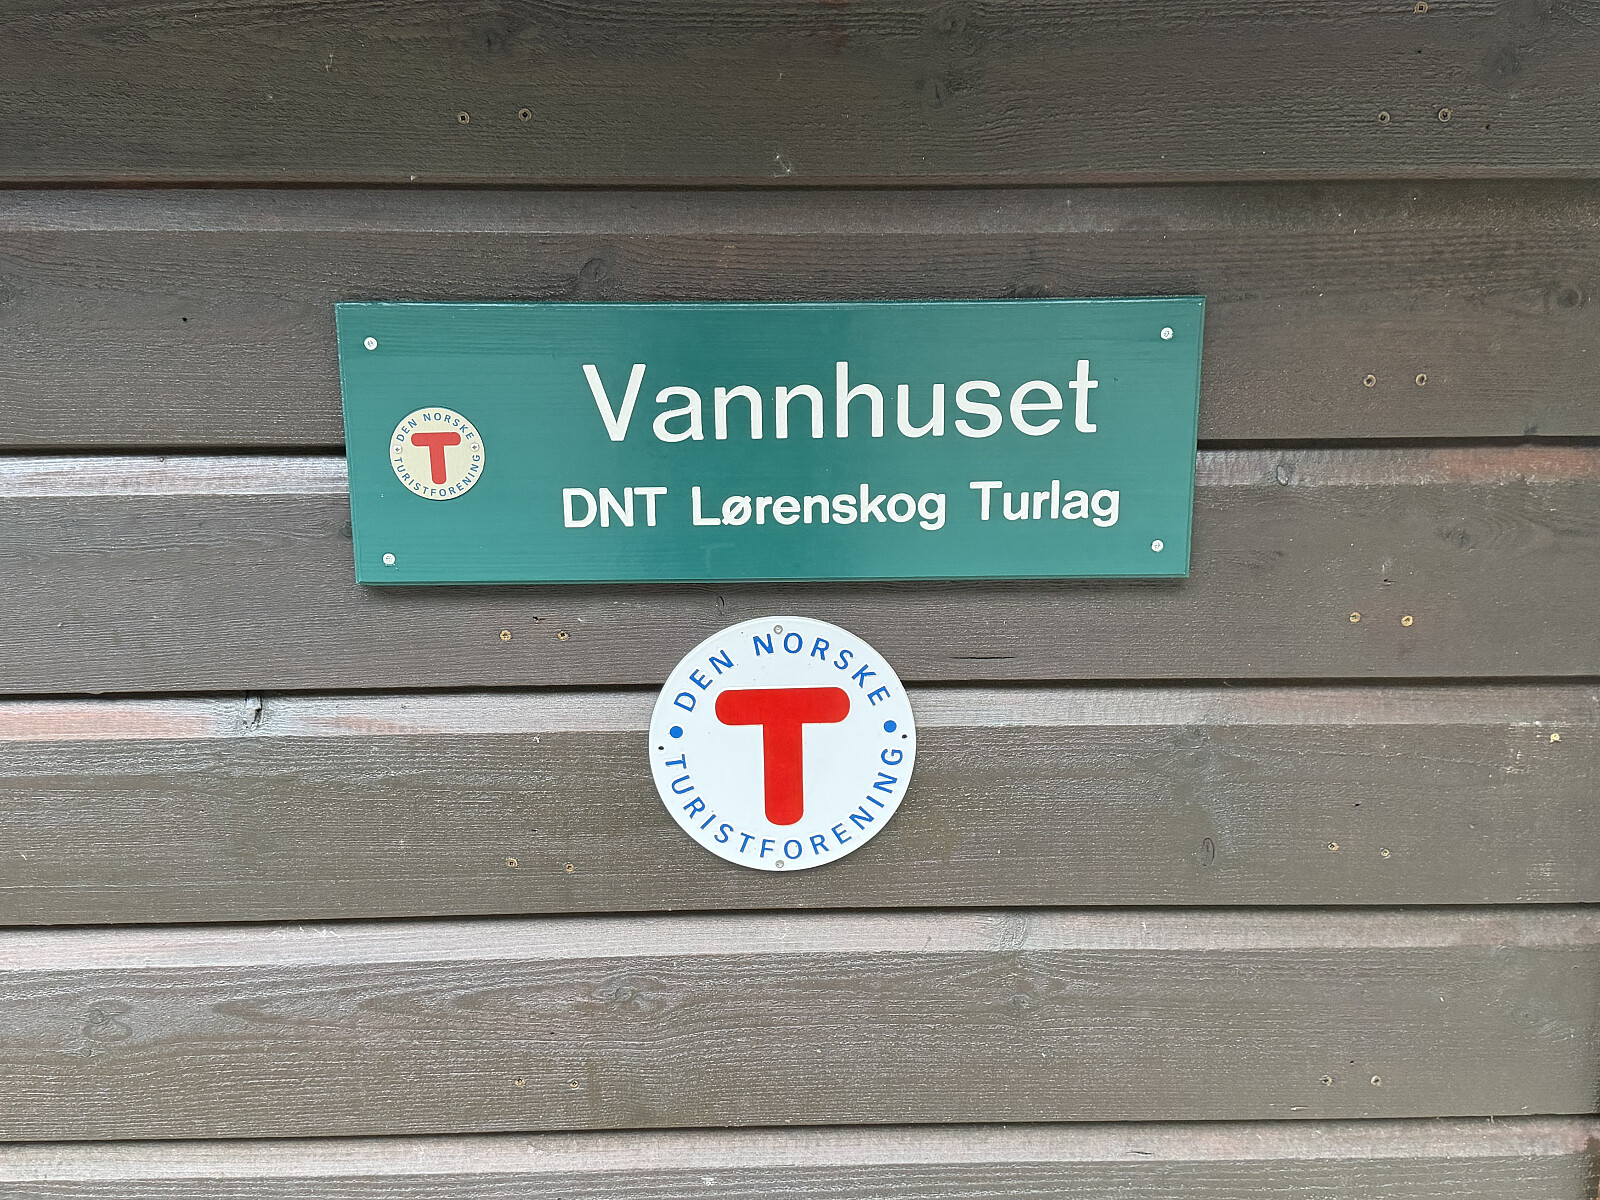 Vannhuset
DNT Lørenskog Turlag
DEN NORSKE
T
TURISTFORENING
DEN NORSKE
T
TURISTFORENING